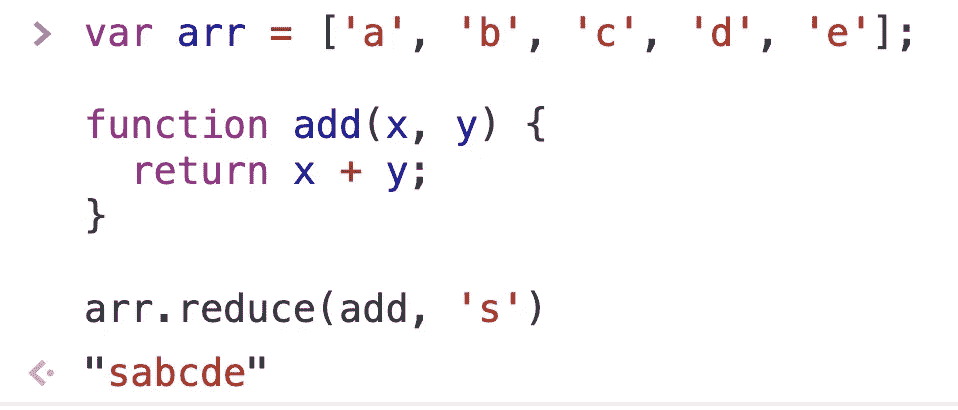 > var arr = ['a', 'b', 'c', 'd', 'e'];
function add(x, y) {
  return x + y;
}
arr.reduce(add, 's')
"sabcde"